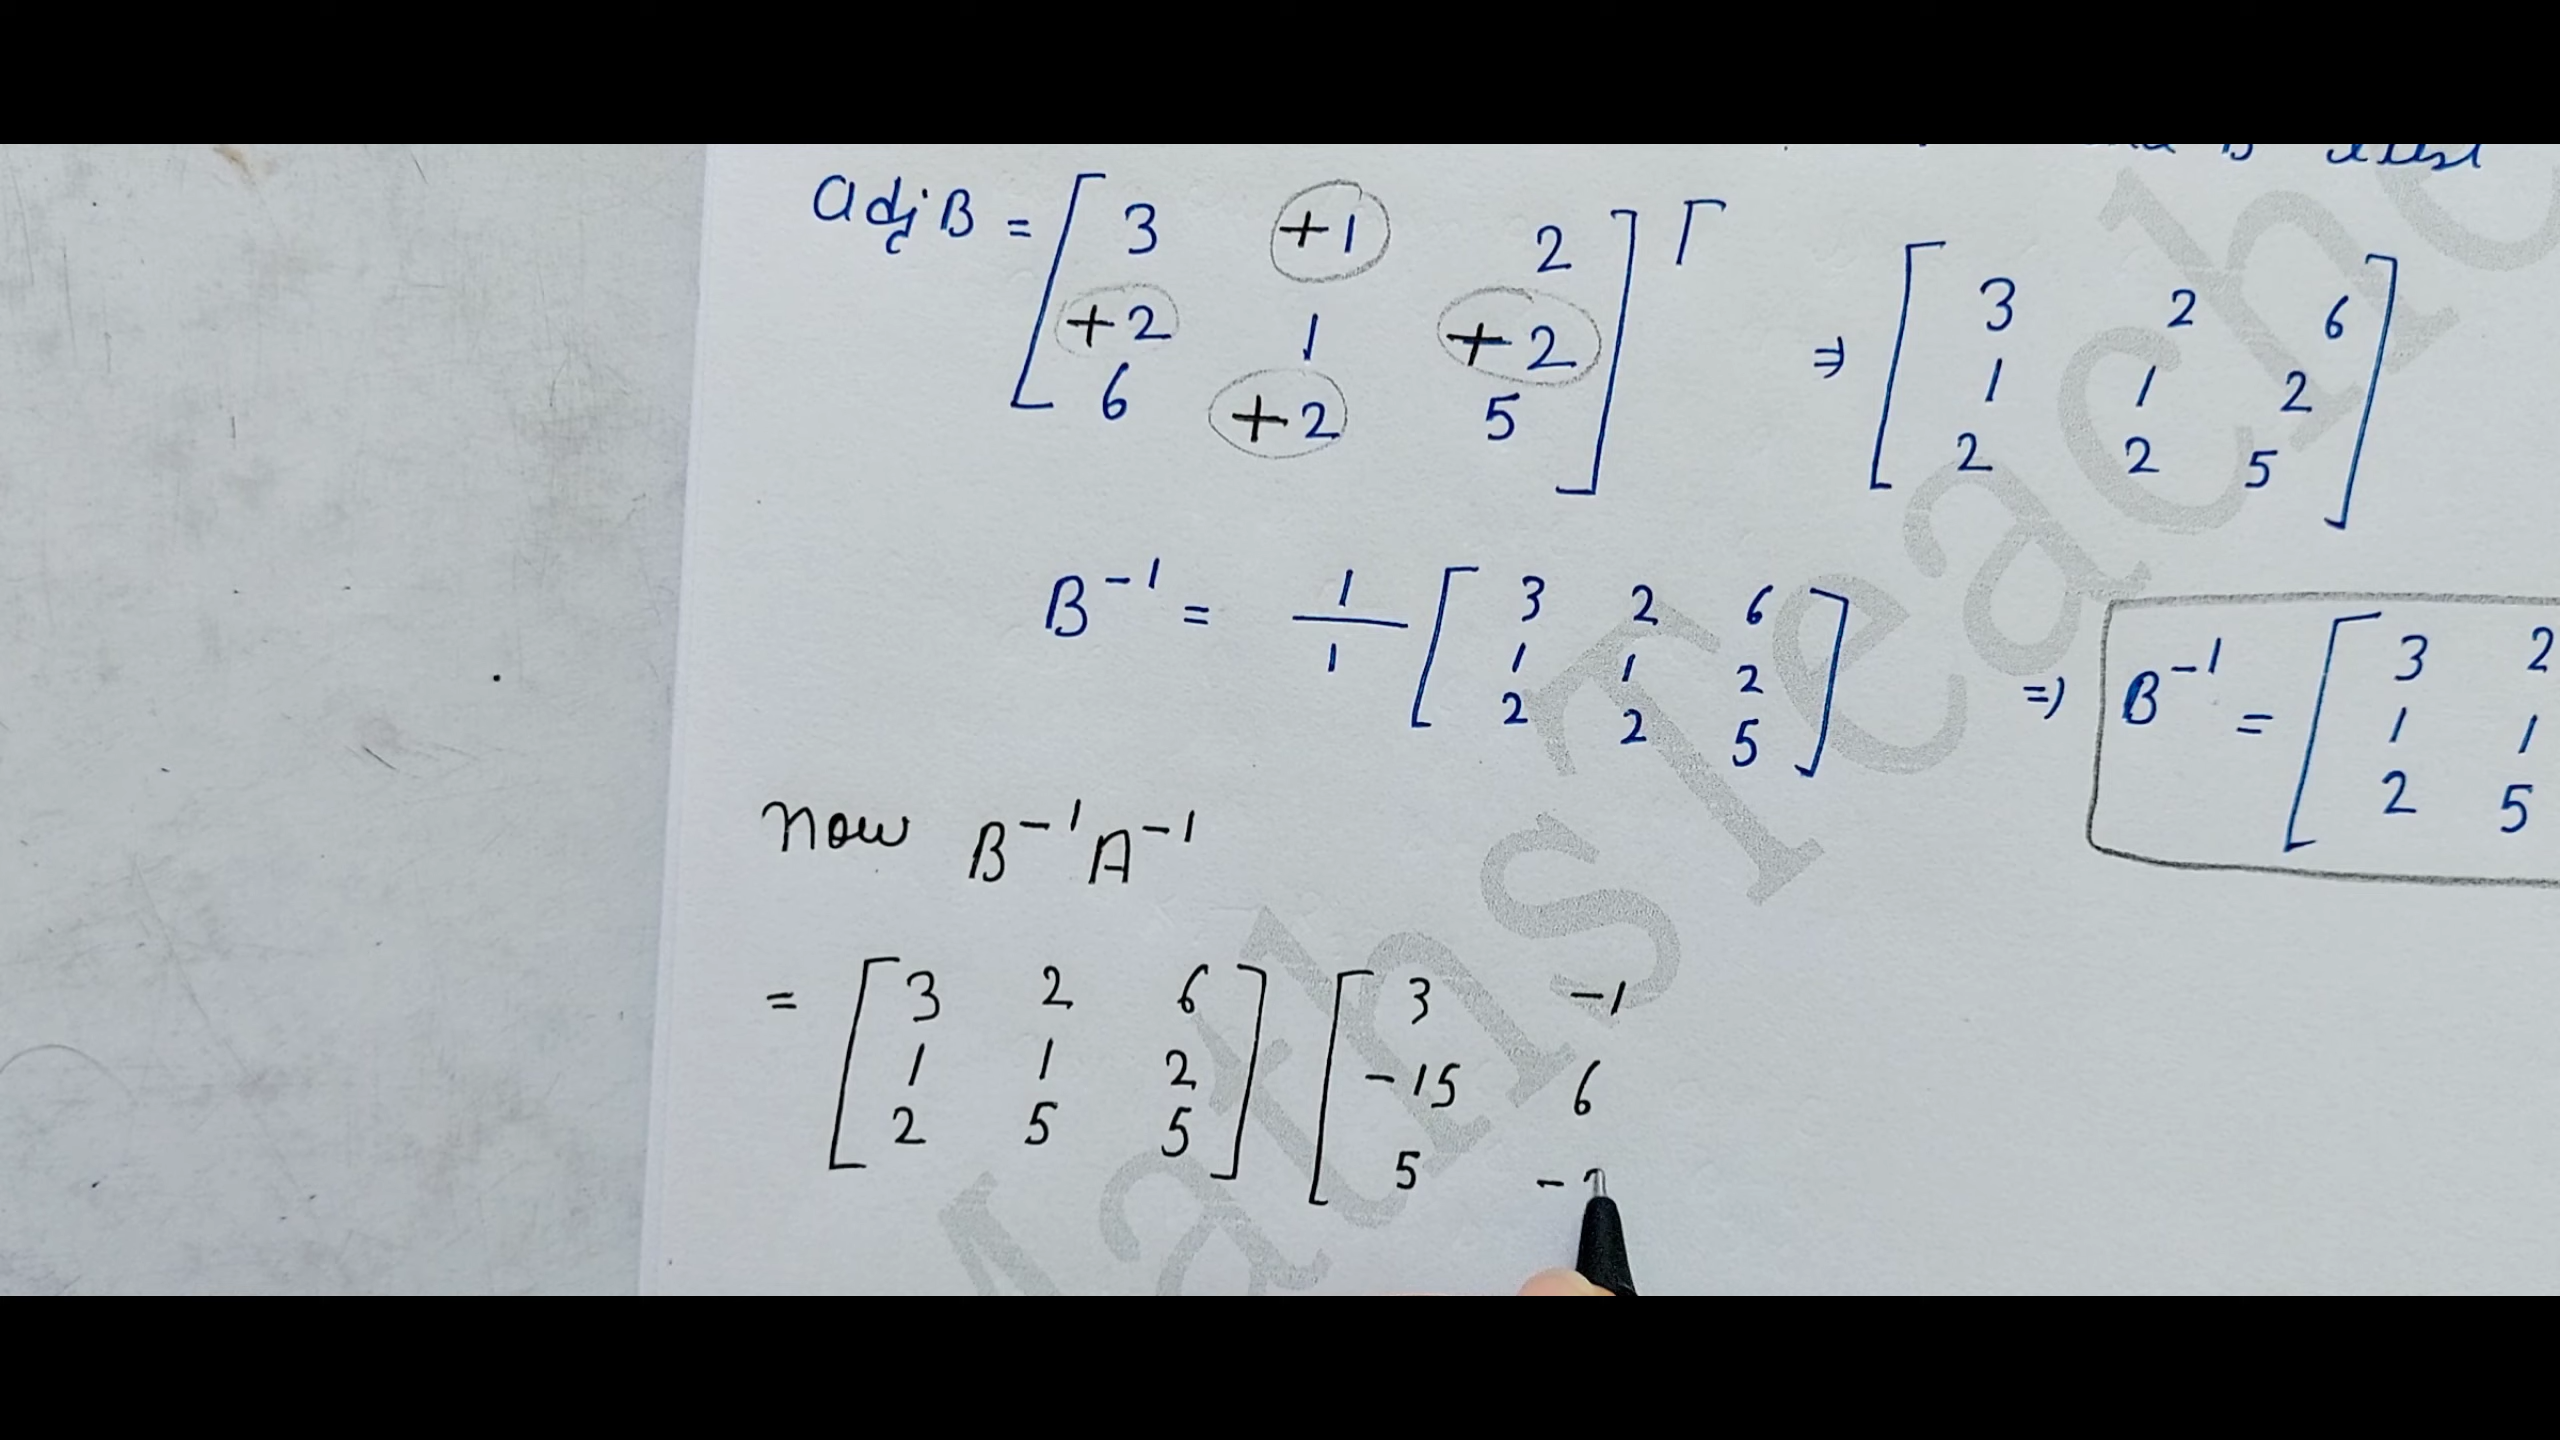 adj B = [ 3 +1 2 ] T
+2 1 +2
6 +2 5
⇒ [ 3 2 6 ]
1 1 2
2 2 5
B⁻¹ = 1/1 [ 3 2 6 ]
1 1 2
2 2 5
⇒ B⁻¹ = [ 3 2
1 1
2 5
Now B⁻¹A⁻¹
= [ 3 2 6 ] [ 3 -1
1 1 2 -15 6
2 5 5 5 -
MathsTeache